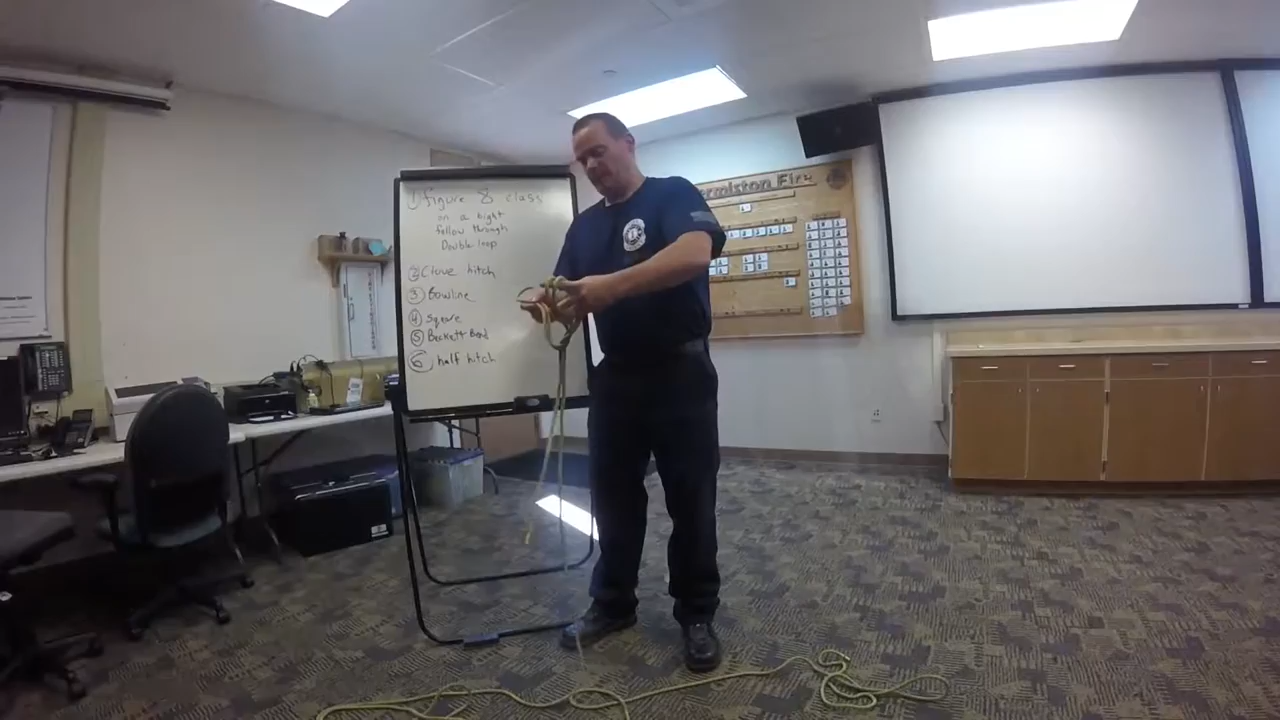 ① figure 8 class
on a bight
follow through
Double loop
② Clove hitch
③ Bowline
④ Square
⑤ Beckett Bend
⑥ half hitch
ermiston Fire